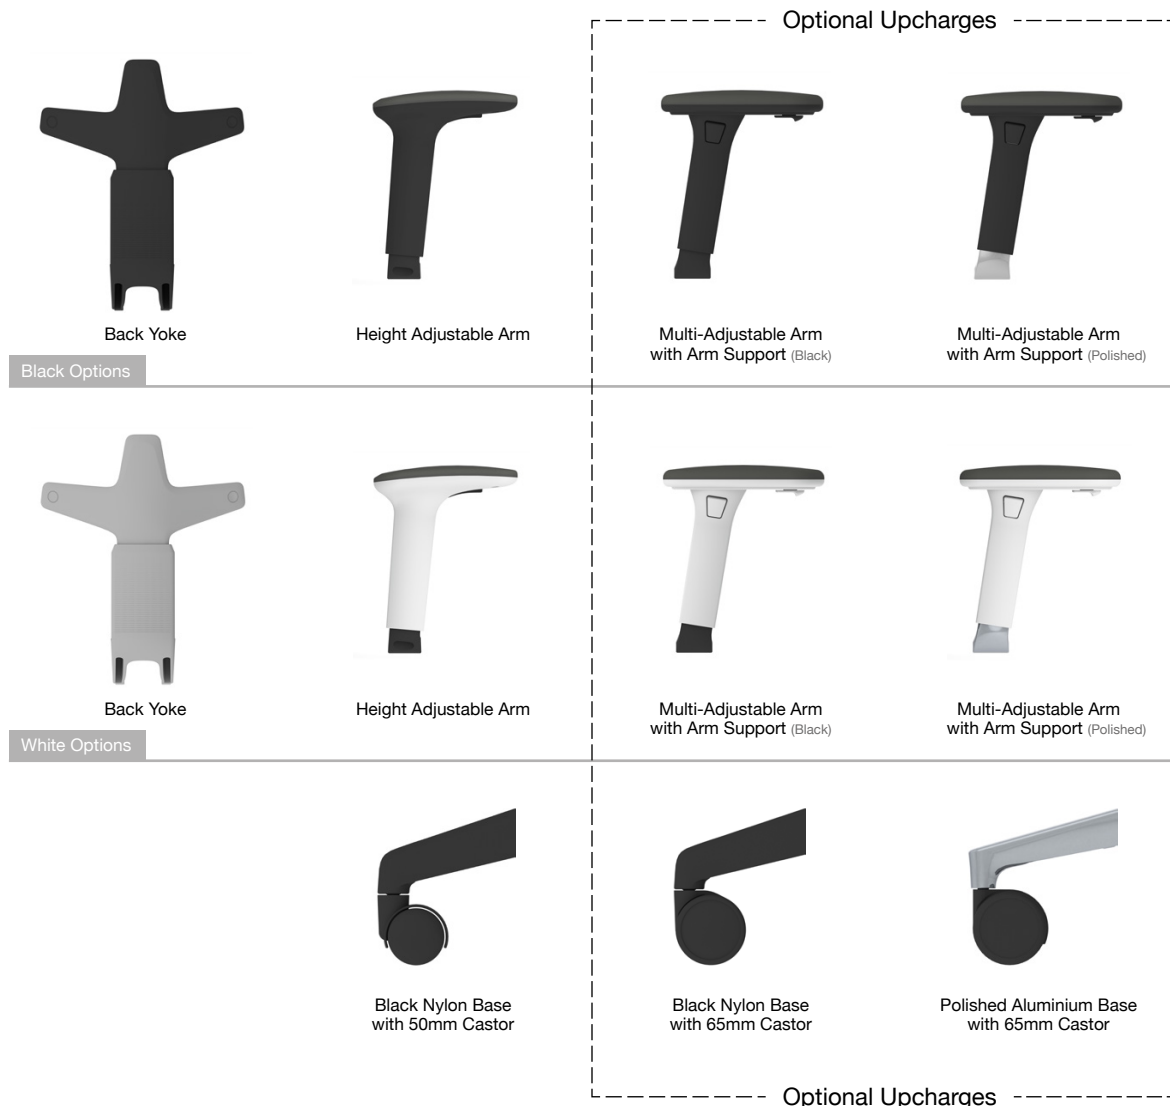 Optional Upcharges
Back Yoke
Height Adjustable Arm
Multi-Adjustable Arm
with Arm Support (Black)
Multi-Adjustable Arm
with Arm Support (Polished)
Black Options
Back Yoke
Height Adjustable Arm
Multi-Adjustable Arm
with Arm Support (Black)
Multi-Adjustable Arm
with Arm Support (Polished)
White Options
Black Nylon Base
with 50mm Castor
Black Nylon Base
with 65mm Castor
Polished Aluminium Base
with 65mm Castor
Optional Upcharges